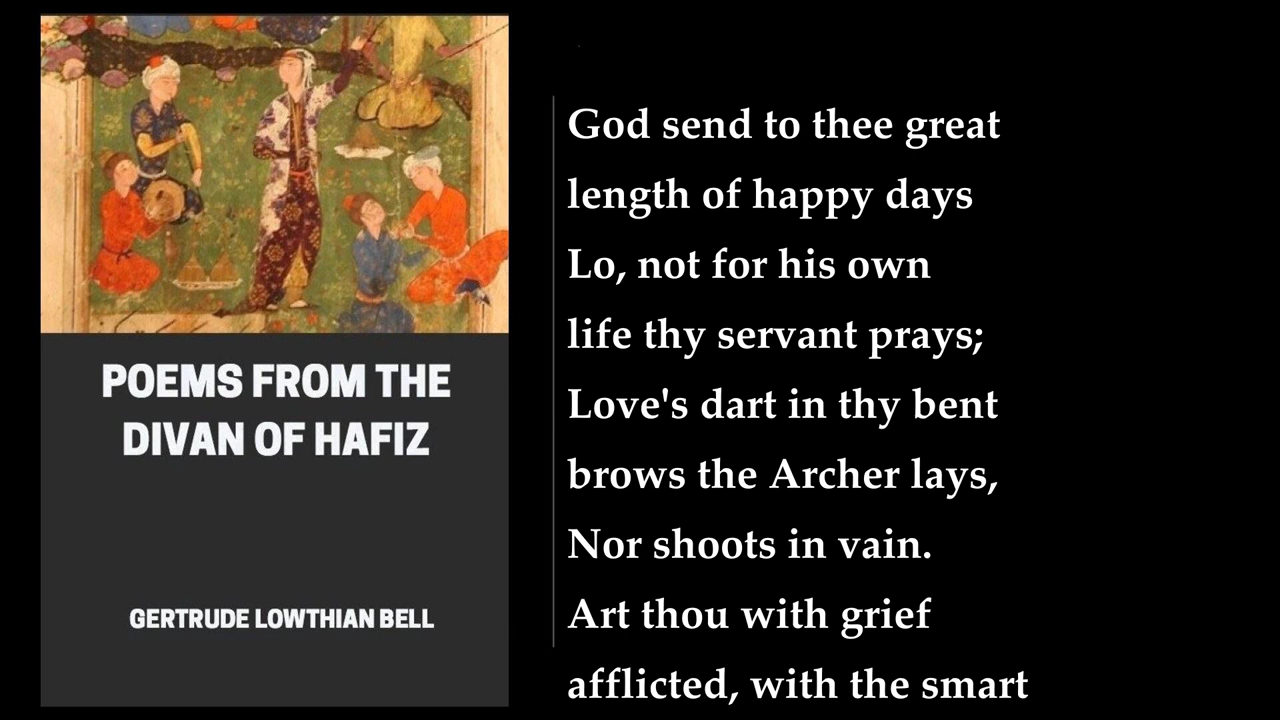 POEMS FROM THE
DIVAN OF HAFIZ
GERTRUDE LOWTHIAN BELL
God send to thee great
length of happy days
Lo, not for his own
life thy servant prays;
Love's dart in thy bent
brows the Archer lays,
Nor shoots in vain.
Art thou with grief
afflicted, with the smart